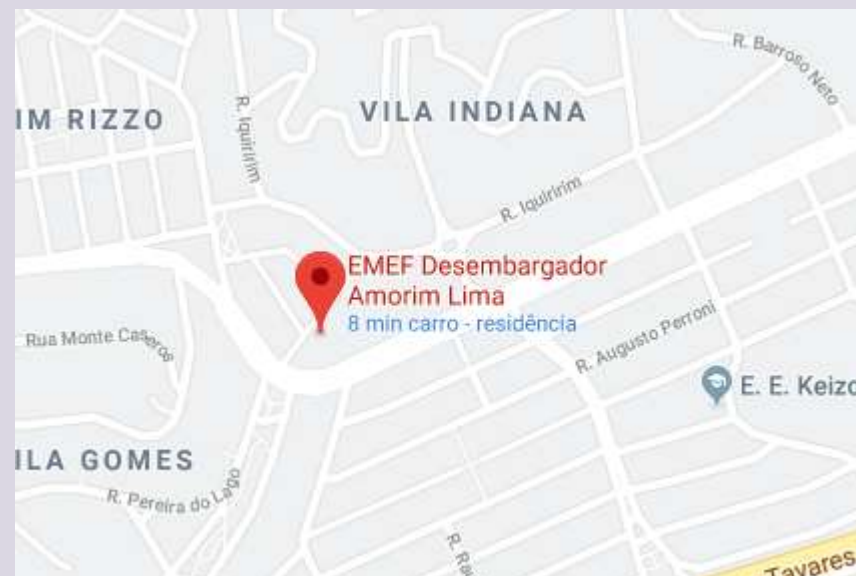 R. Barroso Neto
IM RIZZO
VILA INDIANA
R. Iquiririm
R. Iquiririm
EMEF Desembargador
Amorim Lima
8 min carro - residência
Rua Monte Caseros
R. Augusto Perroni
E. E. Keizo
ILA GOMES
R. Pereira do Lago
R. Ra
Tavares